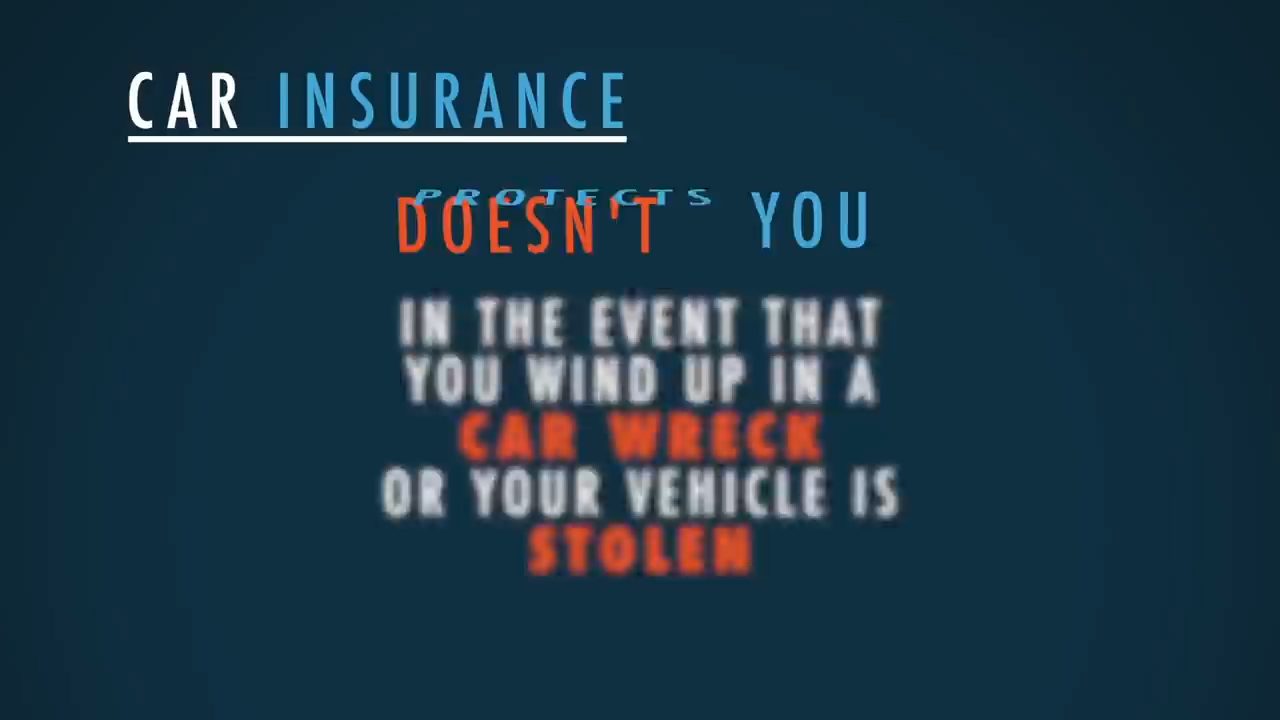 CAR INSURANCE
PROTECTS
DOESN'T YOU
IN THE EVENT THAT
YOU WIND UP IN A
CAR WRECK
OR YOUR VEHICLE IS
STOLEN